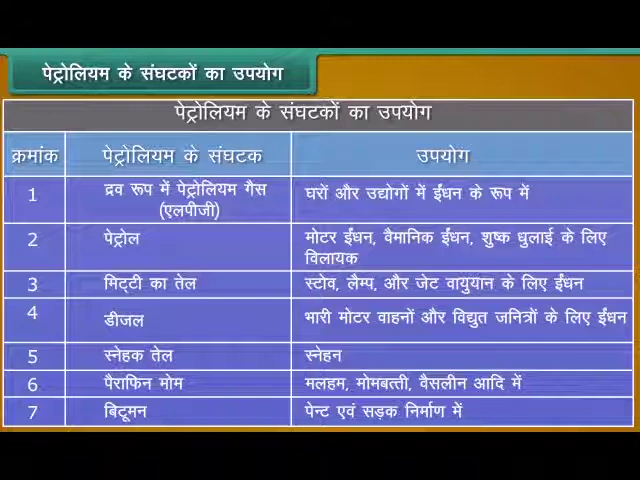 पेट्रोलियम के संघटकों का उपयोग
पेट्रोलियम के संघटकों का उपयोग
क्रमांक पेट्रोलियम के संघटक उपयोग
1 द्रव रूप में पेट्रोलियम गैस (एलपीजी) घरों और उद्योगों में ईंधन के रूप में
2 पेट्रोल मोटर ईंधन, वैमानिक ईंधन, शुष्क धुलाई के लिए विलायक
3 मिट्टी का तेल स्टोव, लैम्प, और जेट वायुयान के लिए ईंधन
4 डीजल भारी मोटर वाहनों और विद्युत जनित्रों के लिए ईंधन
5 स्नेहक तेल स्नेहन
6 पैराफिन मोम मलहम, मोमबत्ती, वैसलीन आदि में
7 बिटूमन पेन्ट एवं सड़क निर्माण में